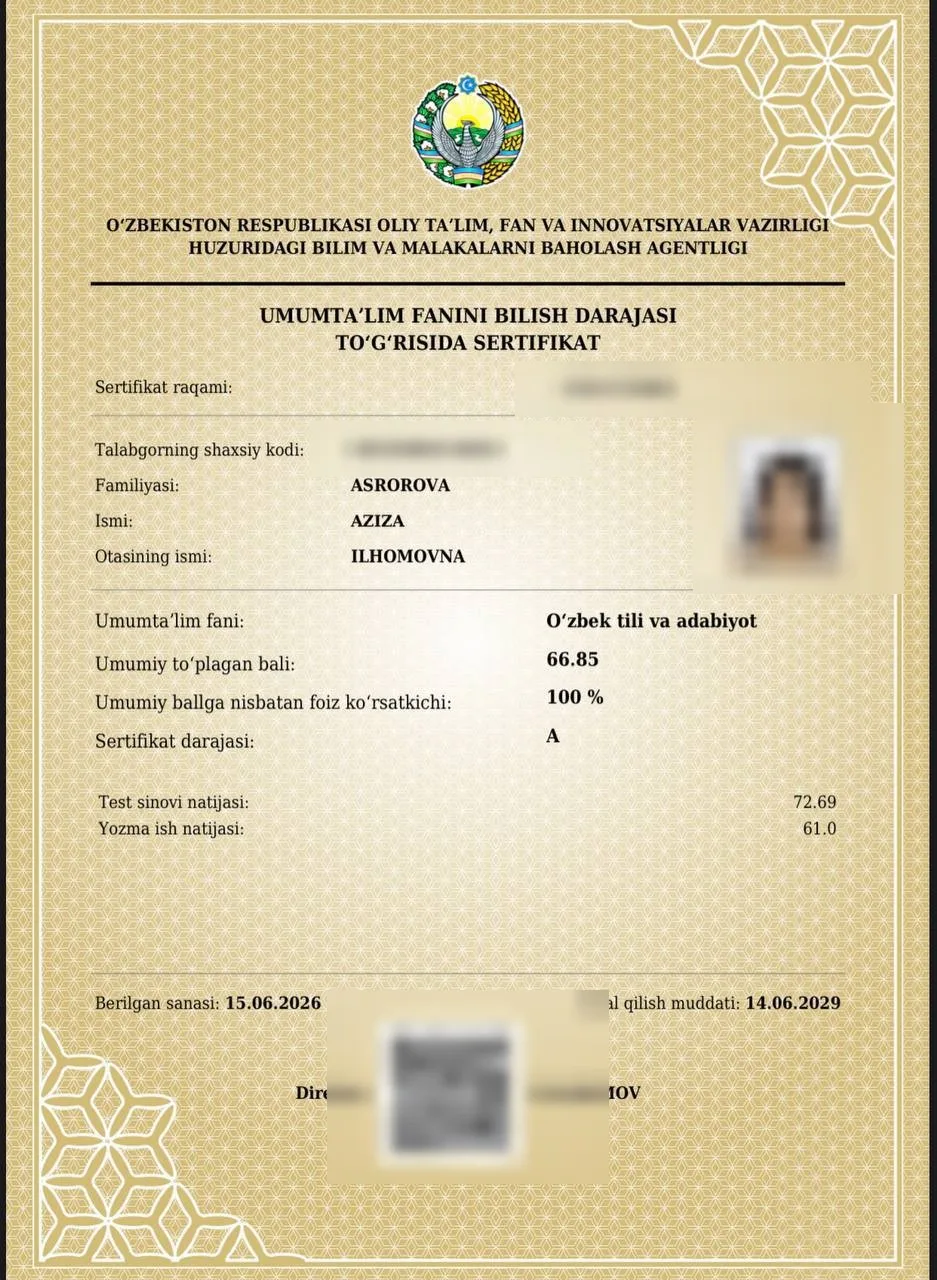 O‘ZBEKISTON RESPUBLIKASI OLIY TA’LIM, FAN VA INNOVATSIYALAR VAZIRLIGI
HUZURIDAGI BILIM VA MALAKALARNI BAHOLASH AGENTLIGI
UMUMTA’LIM FANINI BILISH DARAJASI
TO‘G‘RISIDA SERTIFIKAT
Sertifikat raqami:
Talabgorning shaxsiy kodi:
Familiyasi: ASROROVA
Ismi: AZIZA
Otasining ismi: ILHOMOVNA
Umumta’lim fani: O‘zbek tili va adabiyot
Umumiy to‘plagan bali: 66.85
Umumiy ballga nisbatan foiz ko‘rsatkichi: 100 %
Sertifikat darajasi: A
Test sinovi natijasi: 72.69
Yozma ish natijasi: 61.0
Berilgan sanasi: 15.06.2026 qilish muddati: 14.06.2029